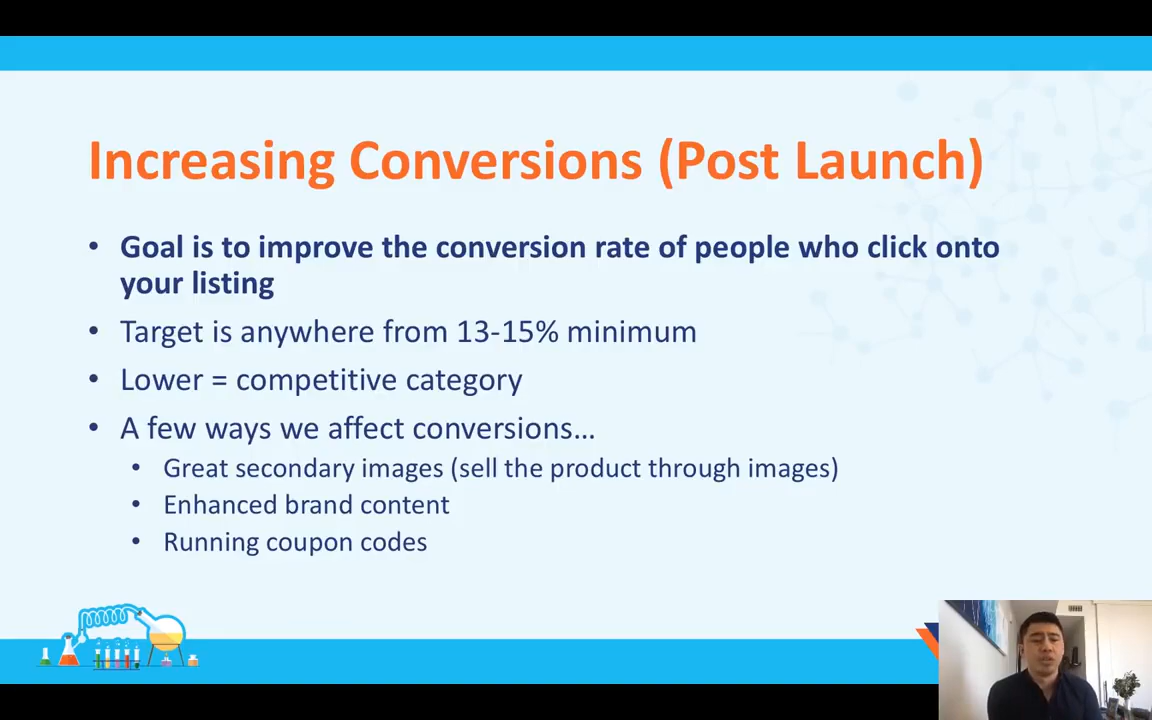 Increasing Conversions (Post Launch)
• Goal is to improve the conversion rate of people who click onto
your listing
• Target is anywhere from 13-15% minimum
• Lower = competitive category
• A few ways we affect conversions…
• Great secondary images (sell the product through images)
• Enhanced brand content
• Running coupon codes